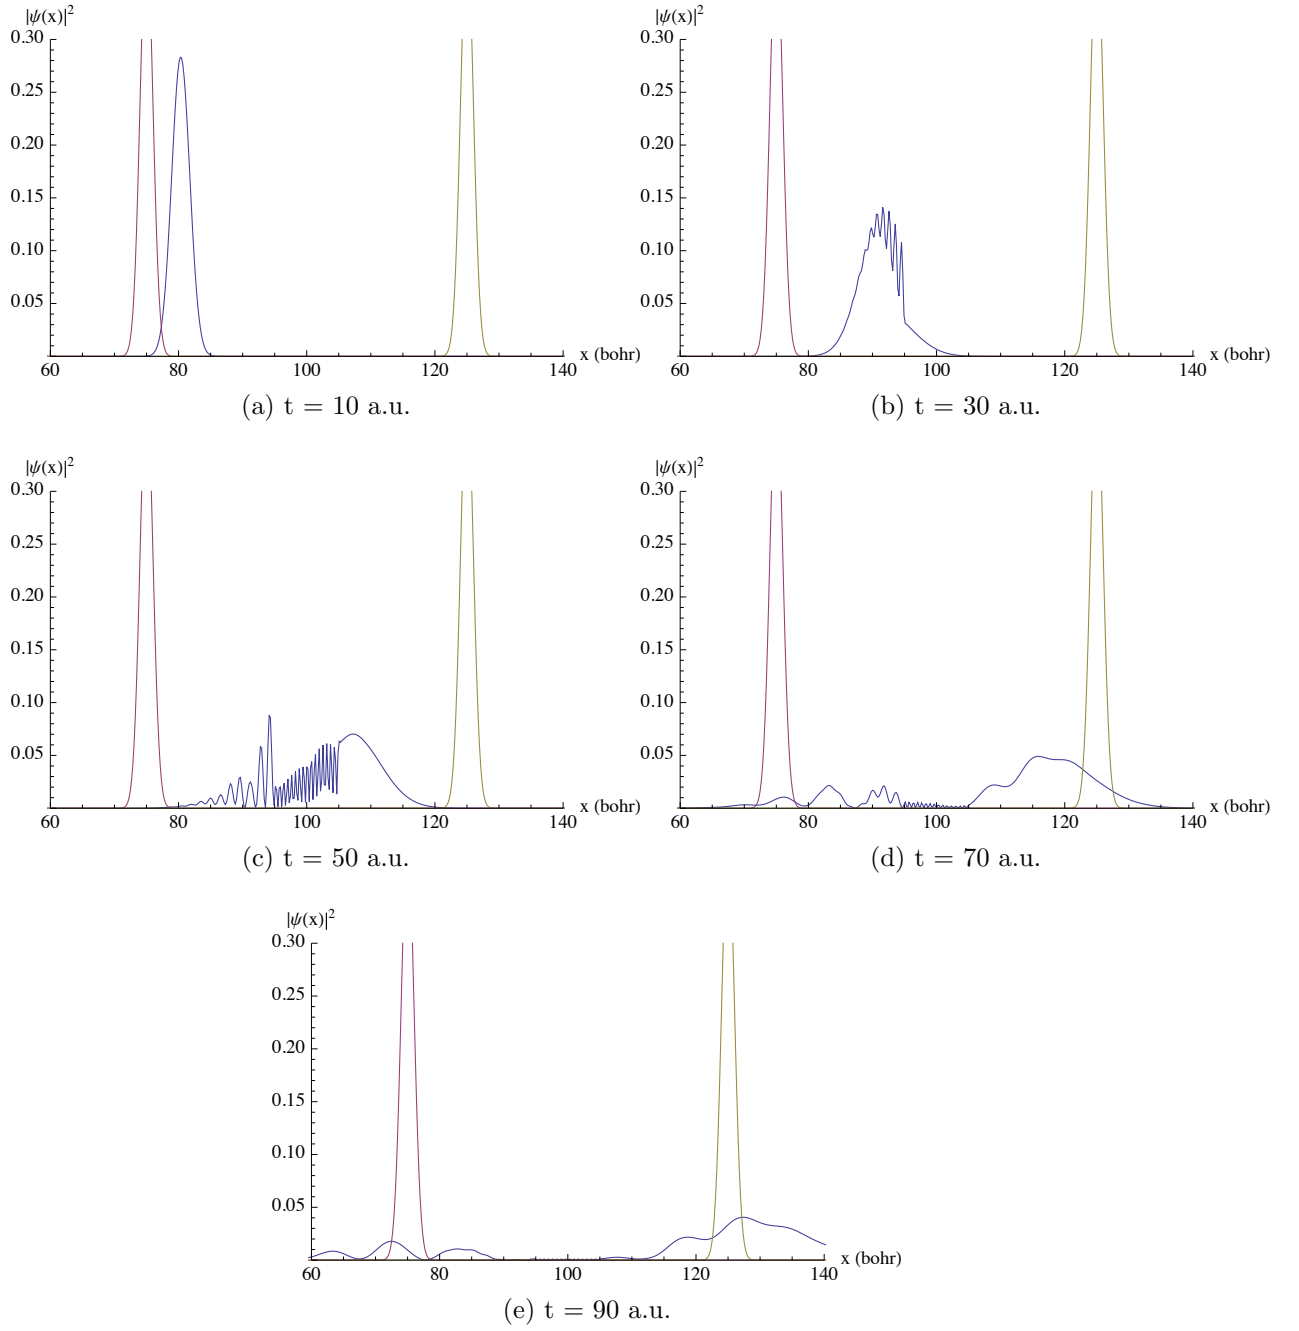 |ψ(x)|²
0.30
0.25
0.20
0.15
0.10
0.05
60 80 100 120 140
x (bohr)
(a) t = 10 a.u.
|ψ(x)|²
0.30
0.25
0.20
0.15
0.10
0.05
60 80 100 120 140
x (bohr)
(b) t = 30 a.u.
|ψ(x)|²
0.30
0.25
0.20
0.15
0.10
0.05
60 80 100 120 140
x (bohr)
(c) t = 50 a.u.
|ψ(x)|²
0.30
0.25
0.20
0.15
0.10
0.05
60 80 100 120 140
x (bohr)
(d) t = 70 a.u.
|ψ(x)|²
0.30
0.25
0.20
0.15
0.10
0.05
60 80 100 120 140
x (bohr)
(e) t = 90 a.u.